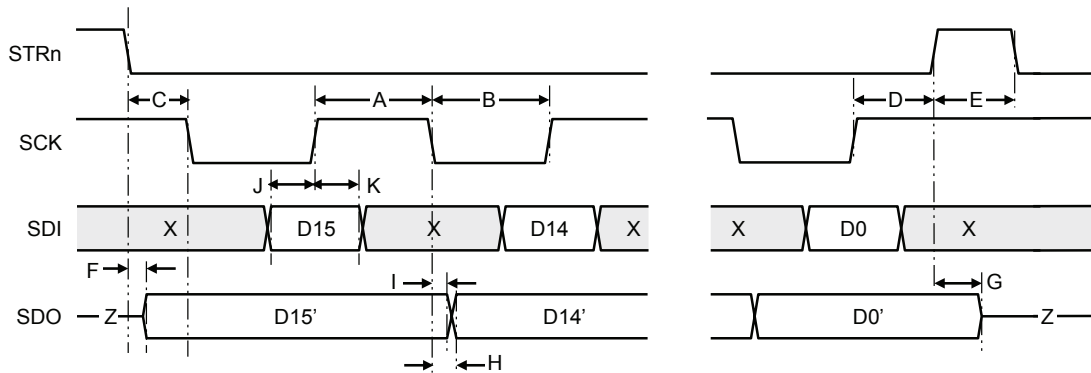 STRn
C A B D E
SCK
J K
SDI X D15 X D14 X X D0 X
F I G
SDO Z D15' D14' D0' Z
H